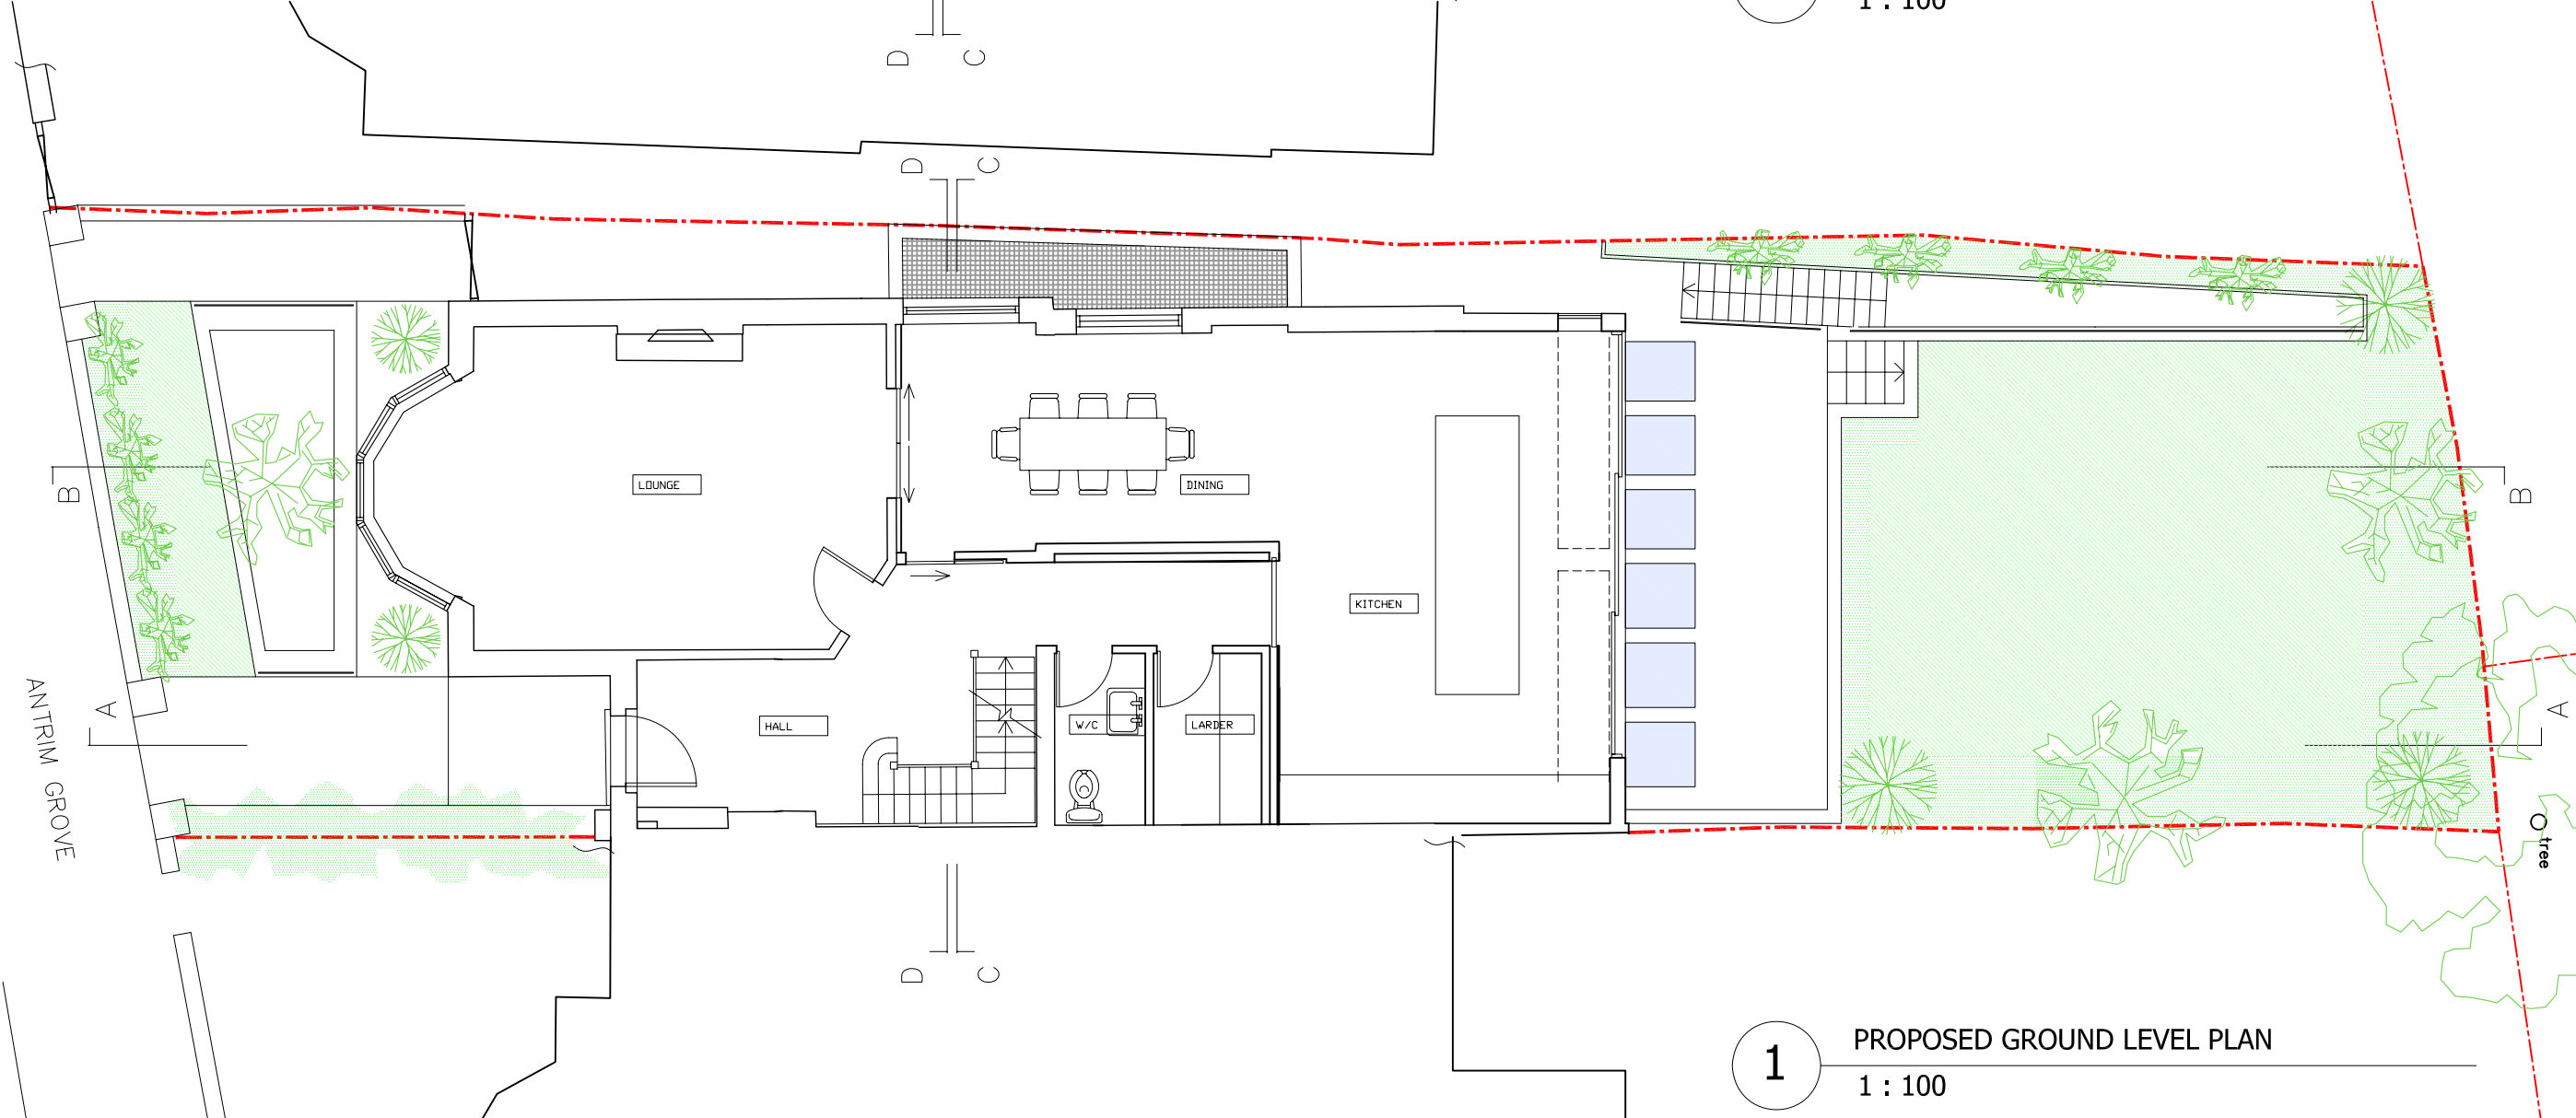 1 : 100
D C
D C
LOUNGE
DINING
B
B
KITCHEN
ANTRIM GROVE
A
A
HALL
W/C
LARDER
tree
D C
1
PROPOSED GROUND LEVEL PLAN
1 : 100